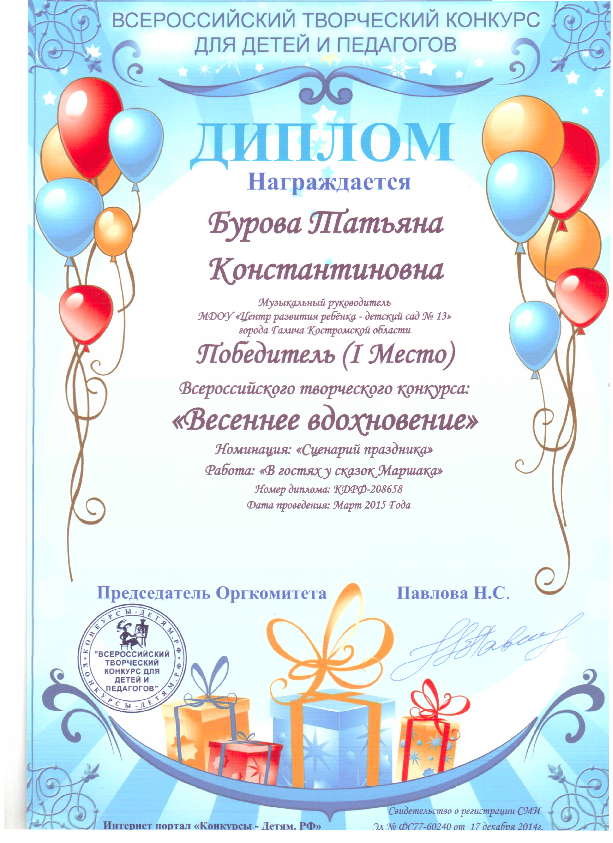 ВСЕРОССИЙСКИЙ ТВОРЧЕСКИЙ КОНКУРС
ДЛЯ ДЕТЕЙ И ПЕДАГОГОВ
ДИПЛОМ
Награждается
Бурова Татьяна
Константиновна
Музыкальный руководитель
МДОУ «Центр развития ребёнка - детский сад № 13»
города Галича Костромской области
Победитель (I Место)
Всероссийского творческого конкурса:
«Весеннее вдохновение»
Номинация: «Сценарий праздника»
Работа: «В гостях у сказок Маршака»
Номер диплома: КДРФ-208658
Дата проведения: Март 2015 Года
Председатель Оргкомитета Павлова Н.С.
КОНКУРСЫ-ДЕТЯМ.РФ
КОНКУРСЫ-ДЕТЯМ.РФ
"ВСЕРОССИЙСКИЙ
ТВОРЧЕСКИЙ
КОНКУРС ДЛЯ
ДЕТЕЙ И
ПЕДАГОГОВ"
Свидетельство о регистрации СМИ
Интернет портал «Конкурсы - Детям. РФ» Эл № ФС77-60240 от 17 декабря 2014г.